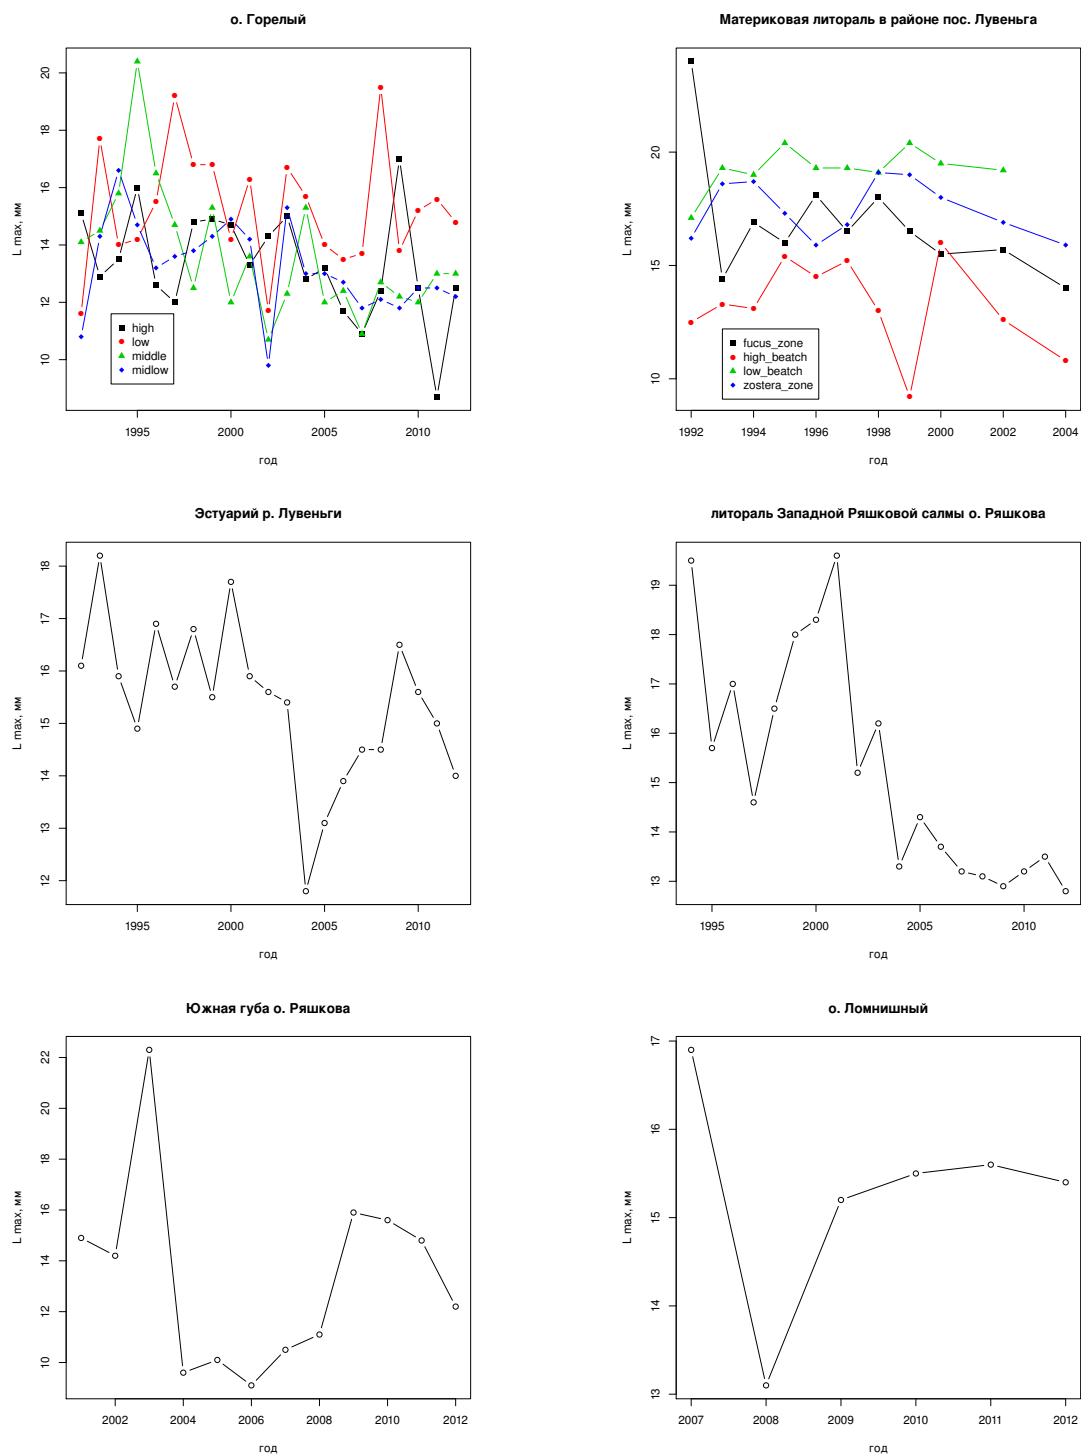 о. Горелый
L max, мм
20
18
16
14
12
10
high
low
middle
midlow
1995 2000 2005 2010
год
Материковая литораль в районе пос. Лувеньга
L max, мм
20
15
10
fucus_zone
high_beatch
low_beatch
zostera_zone
1992 1994 1996 1998 2000 2002 2004
год
Эстуарий р. Лувеньги
L max, мм
18
17
16
15
14
13
12
1995 2000 2005 2010
год
литораль Западной Ряшковой салмы о. Ряшкова
L max, мм
19
18
17
16
15
14
13
1995 2000 2005 2010
год
Южная губа о. Ряшкова
L max, мм
22
20
18
16
14
12
10
2002 2004 2006 2008 2010 2012
год
о. Ломнишный
L max, мм
17
16
15
14
13
2007 2008 2009 2010 2011 2012
год